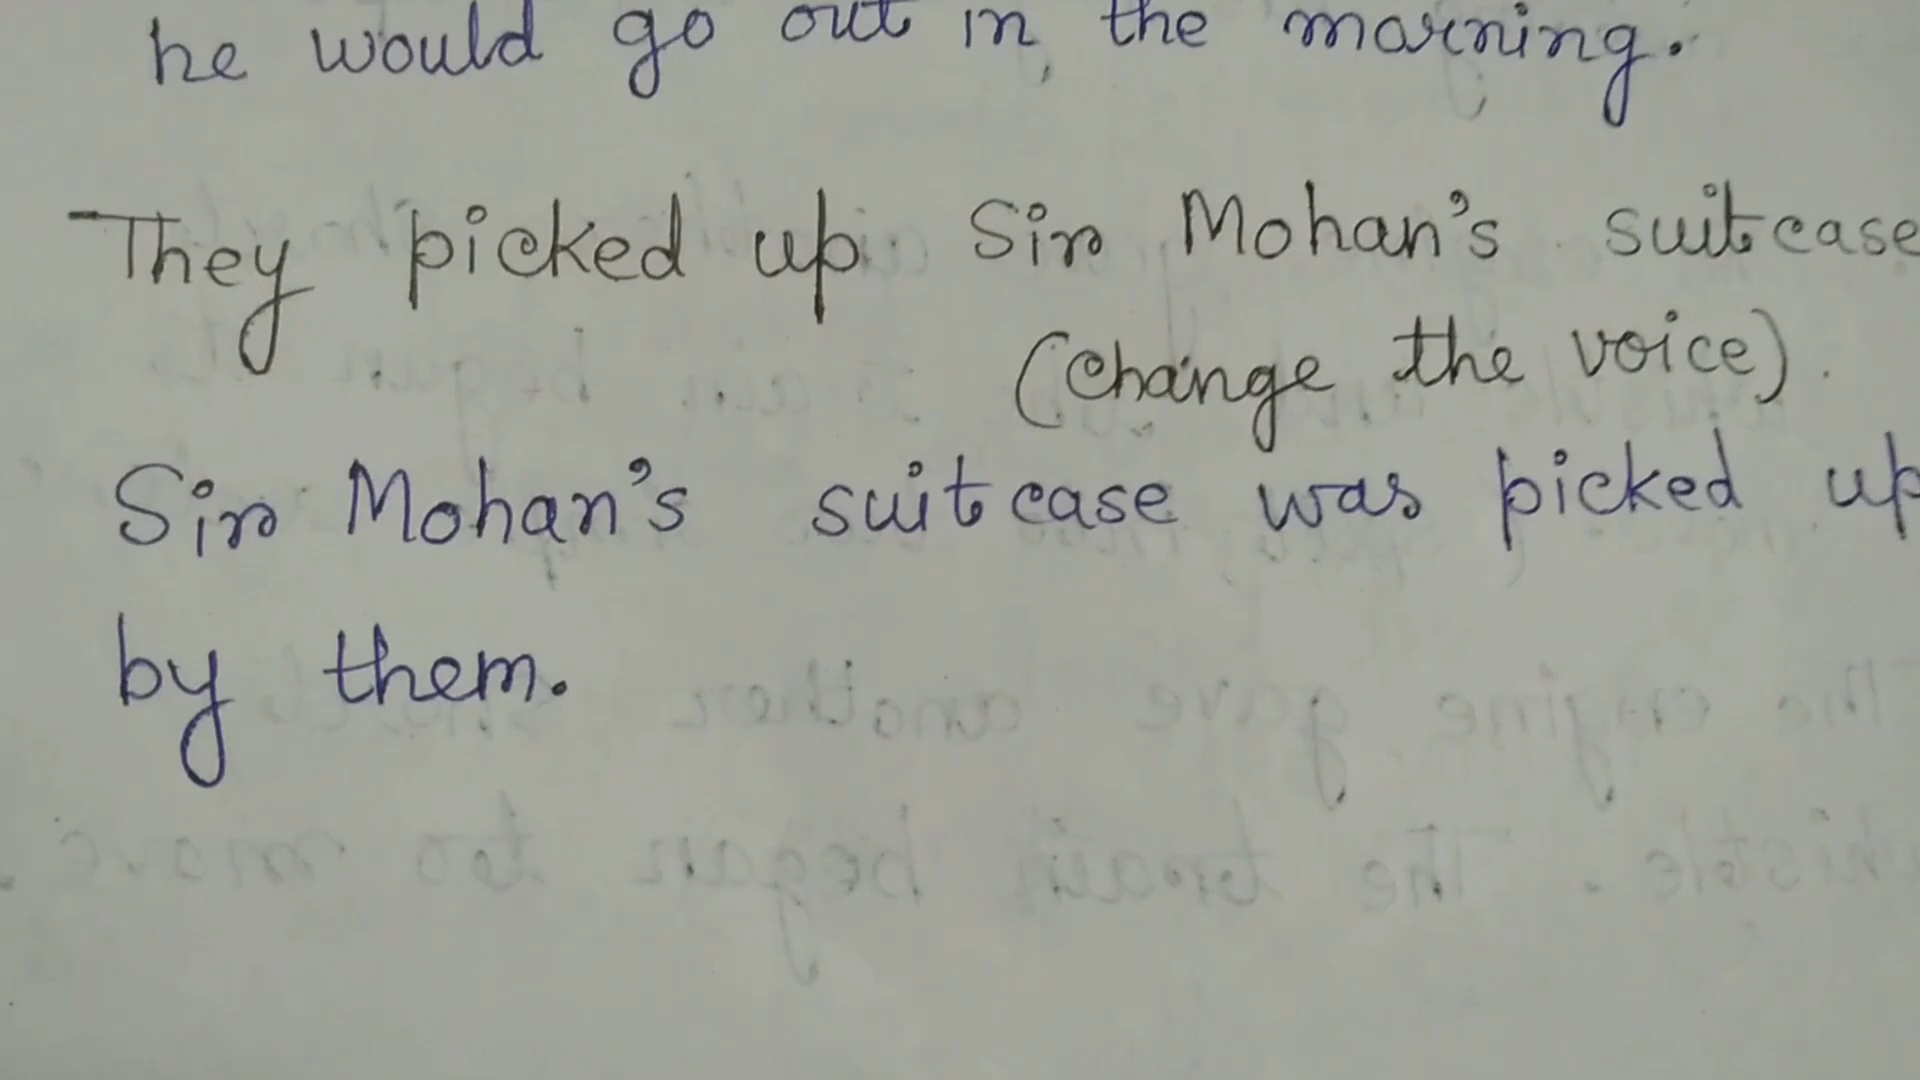 he would go out in the morning.
They picked up Sir Mohan's suitcase
(Change the voice).
Sir Mohan's suitcase was picked up
by them.